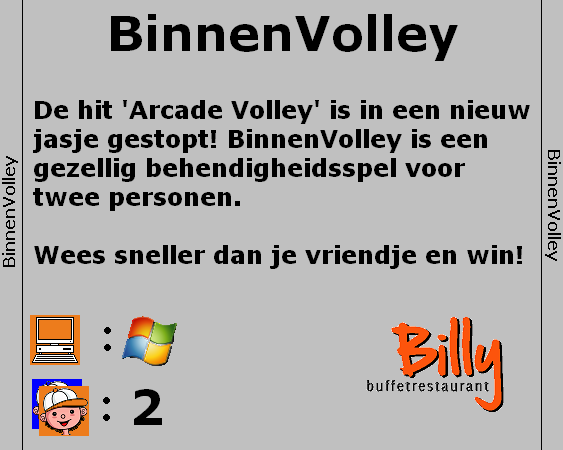 BinnenVolley
De hit 'Arcade Volley' is in een nieuw
jasje gestopt! BinnenVolley is een
gezellig behendigheidsspel voor
twee personen.
Wees sneller dan je vriendje en win!
BinnenVolley
BinnenVolley
:
Billy
buffetrestaurant
: 2